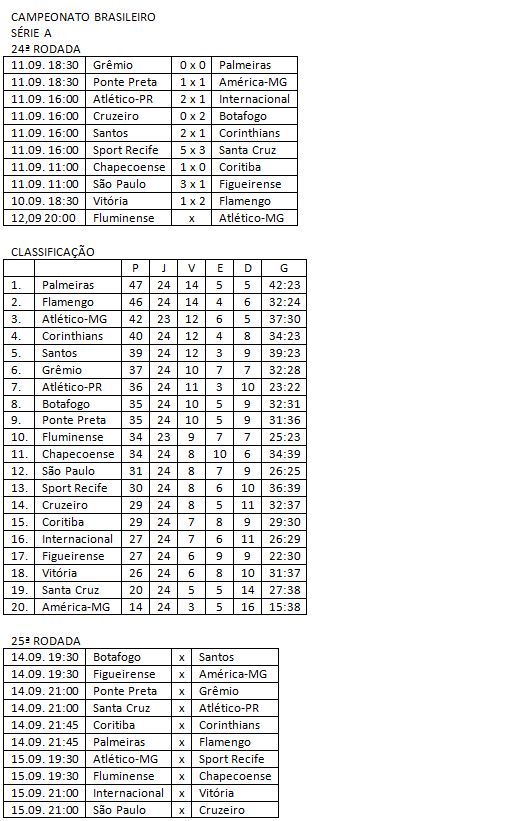 CAMPEONATO BRASILEIRO
SÉRIE A
24ª RODADA
11.09. 18:30 Grêmio 0 x 0 Palmeiras
11.09. 18:30 Ponte Preta 1 x 1 América-MG
11.09. 16:00 Atlético-PR 2 x 1 Internacional
11.09. 16:00 Cruzeiro 0 x 2 Botafogo
11.09. 16:00 Santos 2 x 1 Corinthians
11.09. 16:00 Sport Recife 5 x 3 Santa Cruz
11.09. 11:00 Chapecoense 1 x 0 Coritiba
11.09. 11:00 São Paulo 3 x 1 Figueirense
10.09. 18:30 Vitória 1 x 2 Flamengo
12,09 20:00 Fluminense x Atlético-MG
CLASSIFICAÇÃO
P J V E D G
1. Palmeiras 47 24 14 5 5 42:23
2. Flamengo 46 24 14 4 6 32:24
3. Atlético-MG 42 23 12 6 5 37:30
4. Corinthians 40 24 12 4 8 34:23
5. Santos 39 24 12 3 9 39:23
6. Grêmio 37 24 10 7 7 32:28
7. Atlético-PR 36 24 11 3 10 23:22
8. Botafogo 35 24 10 5 9 32:31
9. Ponte Preta 35 24 10 5 9 31:36
10. Fluminense 34 23 9 7 7 25:23
11. Chapecoense 34 24 8 10 6 34:39
12. São Paulo 31 24 8 7 9 26:25
13. Sport Recife 30 24 8 6 10 36:39
14. Cruzeiro 29 24 8 5 11 32:37
15. Coritiba 29 24 7 8 9 29:30
16. Internacional 27 24 7 6 11 26:29
17. Figueirense 27 24 6 9 9 22:30
18. Vitória 26 24 6 8 10 31:37
19. Santa Cruz 20 24 5 5 14 27:38
20. América-MG 14 24 3 5 16 15:38
25ª RODADA
14.09. 19:30 Botafogo x Santos
14.09. 19:30 Figueirense x América-MG
14.09. 21:00 Ponte Preta x Grêmio
14.09. 21:00 Santa Cruz x Atlético-PR
14.09. 21:45 Coritiba x Corinthians
14.09. 21:45 Palmeiras x Flamengo
15.09. 19:30 Atlético-MG x Sport Recife
15.09. 19:30 Fluminense x Chapecoense
15.09. 21:00 Internacional x Vitória
15.09. 21:00 São Paulo x Cruzeiro